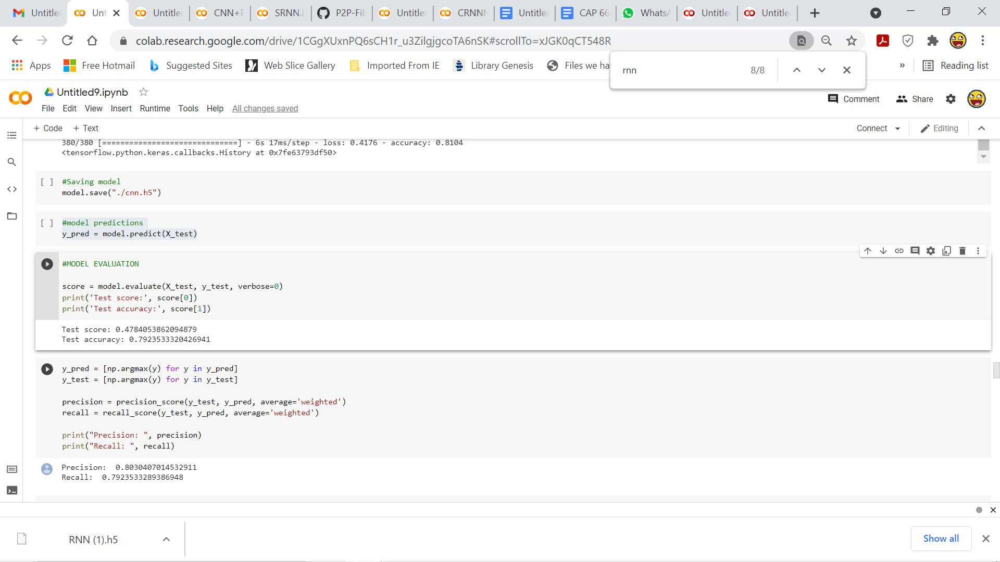 Untitle Unt Untitle CNN+F SRNN.i P2P-Fil Untitle CRNNN Untitle CAP 66 WhatsA Untitle Untitle
colab.research.google.com/drive/1CGgXUxnPQ6sCH1r_u3ZilgjgcoTA6nSK#scrollTo=xJGK0qCT548R
Apps Free Hotmail Suggested Sites Web Slice Gallery Imported From IE Library Genesis Files we ha » Reading list
rnn 8/8
Untitled9.ipynb
Comment Share
File Edit View Insert Runtime Tools Help All changes saved
+ Code + Text Connect Editing
380/380 [==============================] - 6s 17ms/step - loss: 0.4176 - accuracy: 0.8104
<tensorflow.python.keras.callbacks.History at 0x7fe63793df50>
[ ] #Saving model
model.save("./cnn.h5")
[ ] #model predictions
y_pred = model.predict(X_test)
#MODEL EVALUATION
score = model.evaluate(X_test, y_test, verbose=0)
print('Test score:', score[0])
print('Test accuracy:', score[1])
Test score: 0.4784053862094879
Test accuracy: 0.7923533320426941
y_pred = [np.argmax(y) for y in y_pred]
y_test = [np.argmax(y) for y in y_test]
precision = precision_score(y_test, y_pred, average='weighted')
recall = recall_score(y_test, y_pred, average='weighted')
print("Precision: ", precision)
print("Recall: ", recall)
Precision:  0.8030407014532911
Recall:  0.7923533289386948
RNN (1).h5
Show all